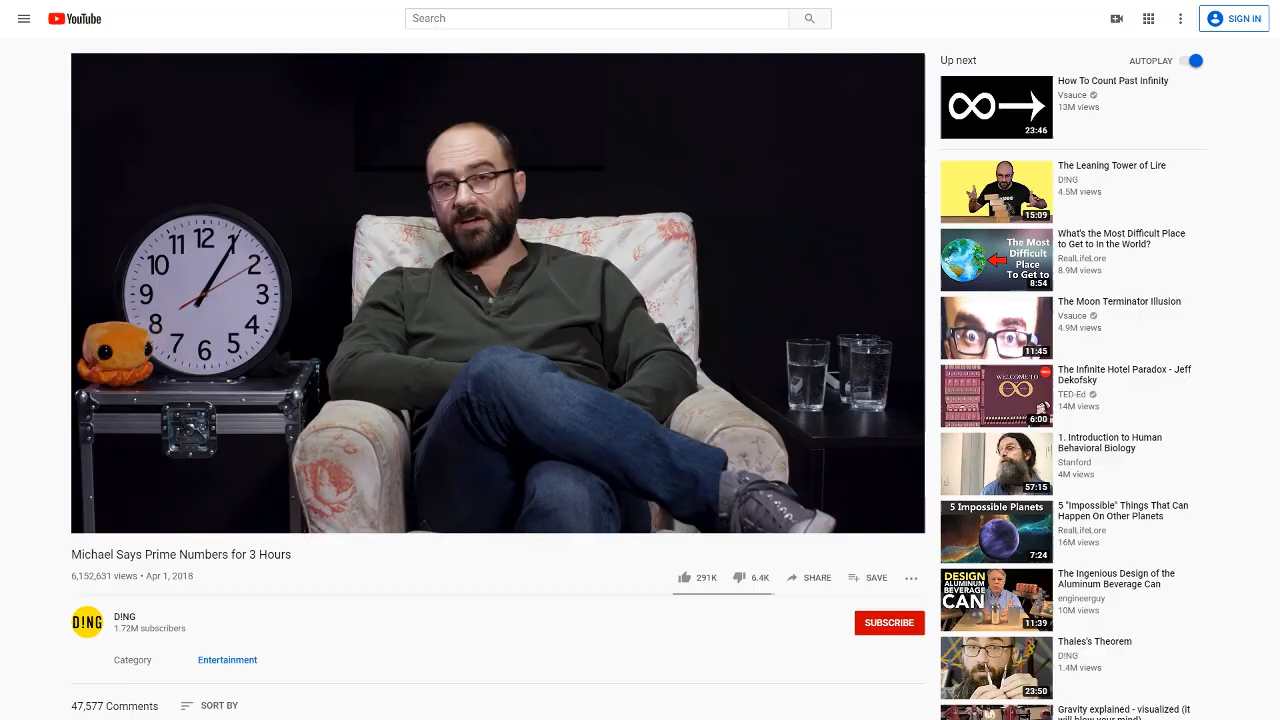 YouTube
Search
SIGN IN
12
11
1
10
2
9
3
8
4
7
5
6
Michael Says Prime Numbers for 3 Hours
6,152,631 views • Apr 1, 2018
291K
6.4K
SHARE
SAVE
D!NG
D!NG
1.72M subscribers
SUBSCRIBE
Category
Entertainment
47,577 Comments
SORT BY
Up next
AUTOPLAY
23:46
How To Count Past Infinity
Vsauce
13M views
15:09
The Leaning Tower of Lire
D!NG
4.5M views
The Most
Difficult
Place
To Get to
8:54
What's the Most Difficult Place
to Get to In the World?
RealLifeLore
8.9M views
11:45
The Moon Terminator Illusion
Vsauce
4.9M views
WELCOME TO
∞
6:00
The Infinite Hotel Paradox - Jeff
Dekofsky
TED-Ed
14M views
57:15
1. Introduction to Human
Behavioral Biology
Stanford
4M views
5 Impossible Planets
7:24
5 "Impossible" Things That Can
Happen On Other Planets
RealLifeLore
16M views
DESIGN
ALUMINUM
BEVERAGE
CAN
11:39
The Ingenious Design of the
Aluminum Beverage Can
engineerguy
10M views
23:50
Thales's Theorem
D!NG
1.4M views
Gravity explained - visualized (it
will blow your mind)